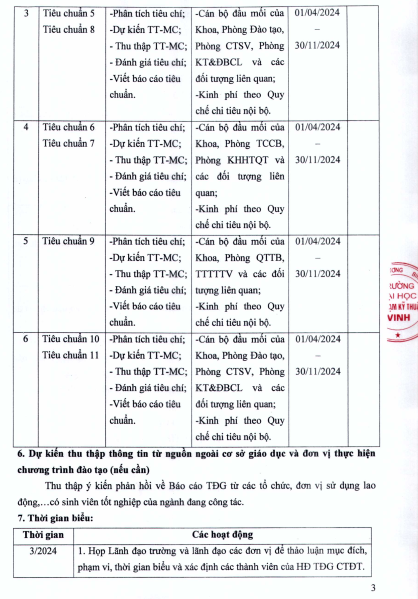 3 Tiêu chuẩn 5 -Phân tích tiêu chí; -Cán bộ đầu mối của 01/04/2024
Tiêu chuẩn 8 -Dự kiến TT-MC; Khoa, Phòng Đào tạo, –
- Thu thập TT-MC; Phòng CTSV, Phòng 30/11/2024
- Đánh giá tiêu chí; KT&ĐBCL và các
-Viết báo cáo tiêu đối tượng liên quan;
chuẩn. -Kinh phí theo Quy
chế chi tiêu nội bộ.
4 Tiêu chuẩn 6 -Phân tích tiêu chí; -Cán bộ đầu mối của 01/04/2024
Tiêu chuẩn 7 -Dự kiến TT-MC; Khoa, Phòng TCCB, –
- Thu thập TT-MC; Phòng KHHTQT và 30/11/2024
- Đánh giá tiêu chí; các đối tượng liên
-Viết báo cáo tiêu quan;
chuẩn. -Kinh phí theo Quy
chế chi tiêu nội bộ.
5 Tiêu chuẩn 9 -Phân tích tiêu chí; -Cán bộ đầu mối của 01/04/2024
-Dự kiến TT-MC; Khoa, Phòng QTTB, –
- Thu thập TT-MC; TTTTTV và các đối 30/11/2024
- Đánh giá tiêu chí; tượng liên quan;
-Viết báo cáo tiêu -Kinh phí theo Quy
chuẩn. chế chi tiêu nội bộ.
6 Tiêu chuẩn 10 -Phân tích tiêu chí; -Cán bộ đầu mối của 01/04/2024
Tiêu chuẩn 11 -Dự kiến TT-MC; Khoa, Phòng Đào tạo, –
- Thu thập TT-MC; Phòng CTSV, Phòng 30/11/2024
- Đánh giá tiêu chí; KT&ĐBCL và các
-Viết báo cáo tiêu đối tượng liên quan;
chuẩn. -Kinh phí theo Quy
chế chi tiêu nội bộ.
RƯỜNG
ẠI HỌC
ẠM KỸ THUẬ
VINH
6. Dự kiến thu thập thông tin từ nguồn ngoài cơ sở giáo dục và đơn vị thực hiện
chương trình đào tạo (nếu cần)
Thu thập ý kiến phản hồi về Báo cáo TĐG từ các tổ chức, đơn vị sử dụng lao
động,…có sinh viên tốt nghiệp của ngành đang công tác.
7. Thời gian biểu:
Thời gian Các hoạt động
3/2024 1. Họp Lãnh đạo trường và lãnh đạo các đơn vị để thảo luận mục đích,
phạm vi, thời gian biểu và xác định các thành viên của HĐ TĐG CTĐT.
3